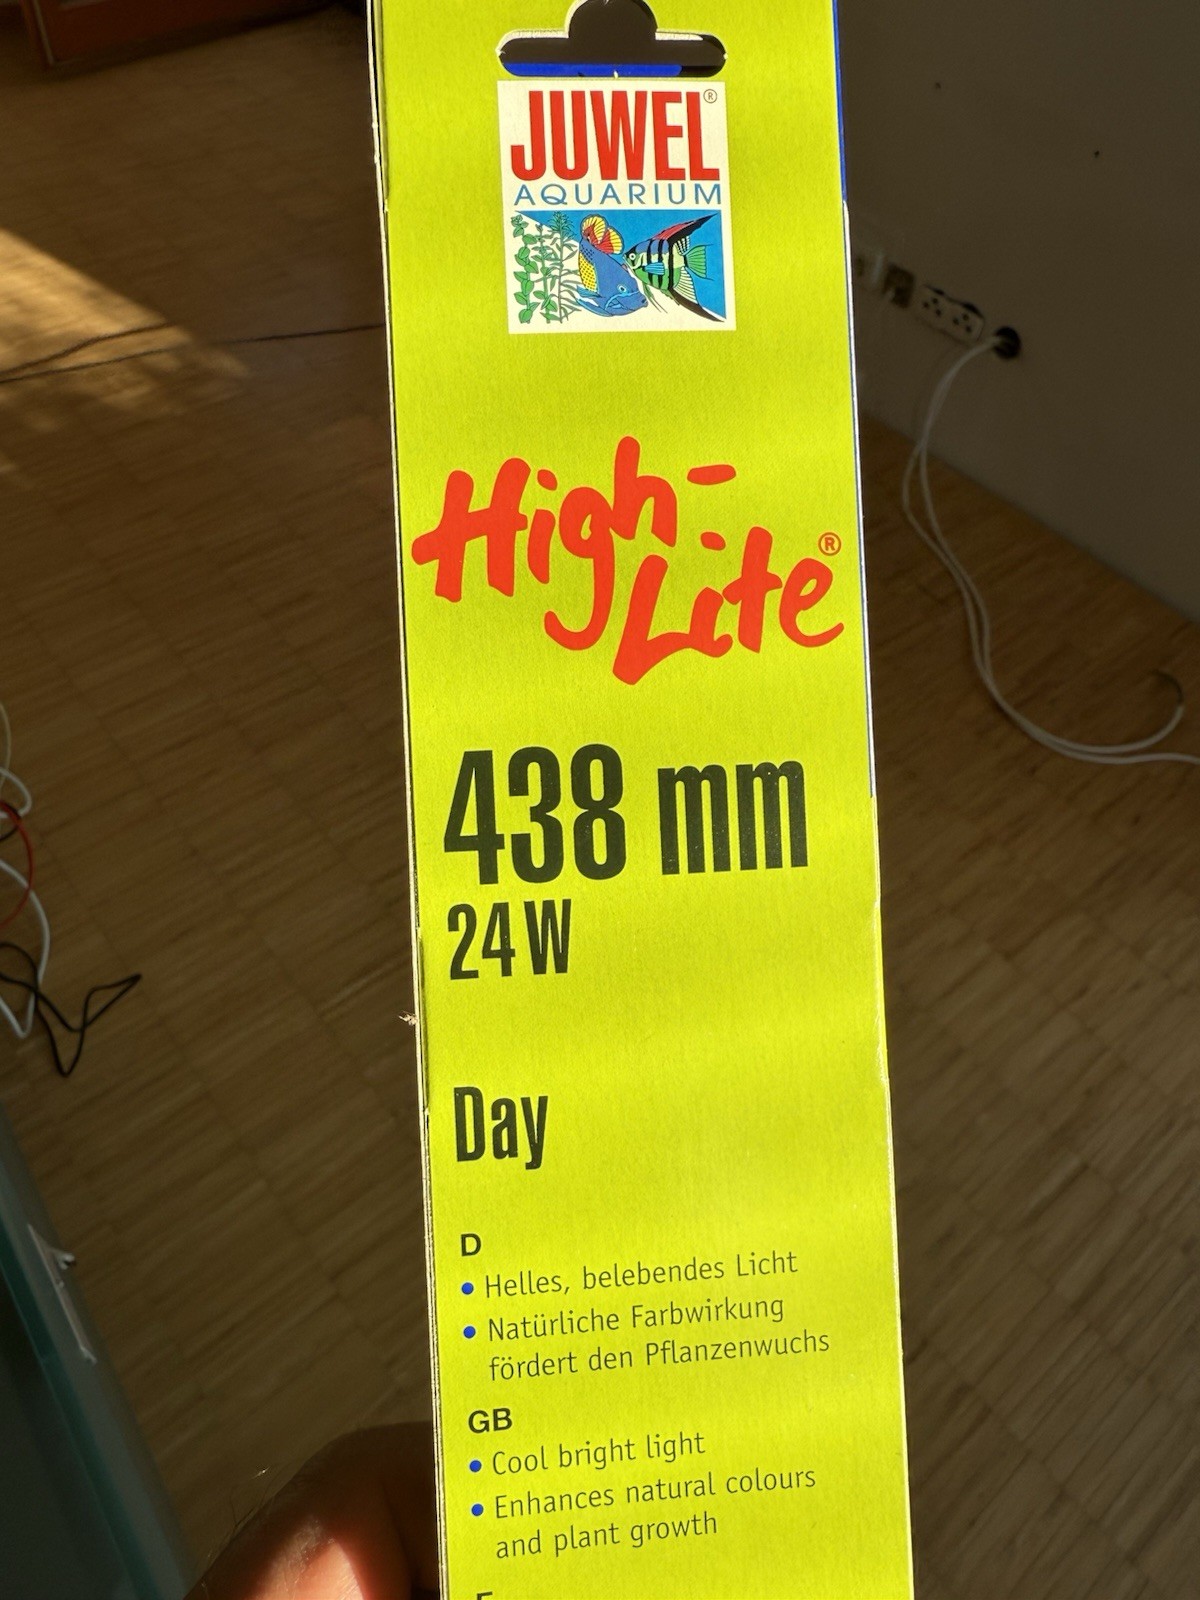 JUWEL®
AQUARIUM
High-
Lite®
438 mm
24W
Day
D
• Helles, belebendes Licht
• Natürliche Farbwirkung
fördert den Pflanzenwuchs
GB
• Cool bright light
• Enhances natural colours
and plant growth